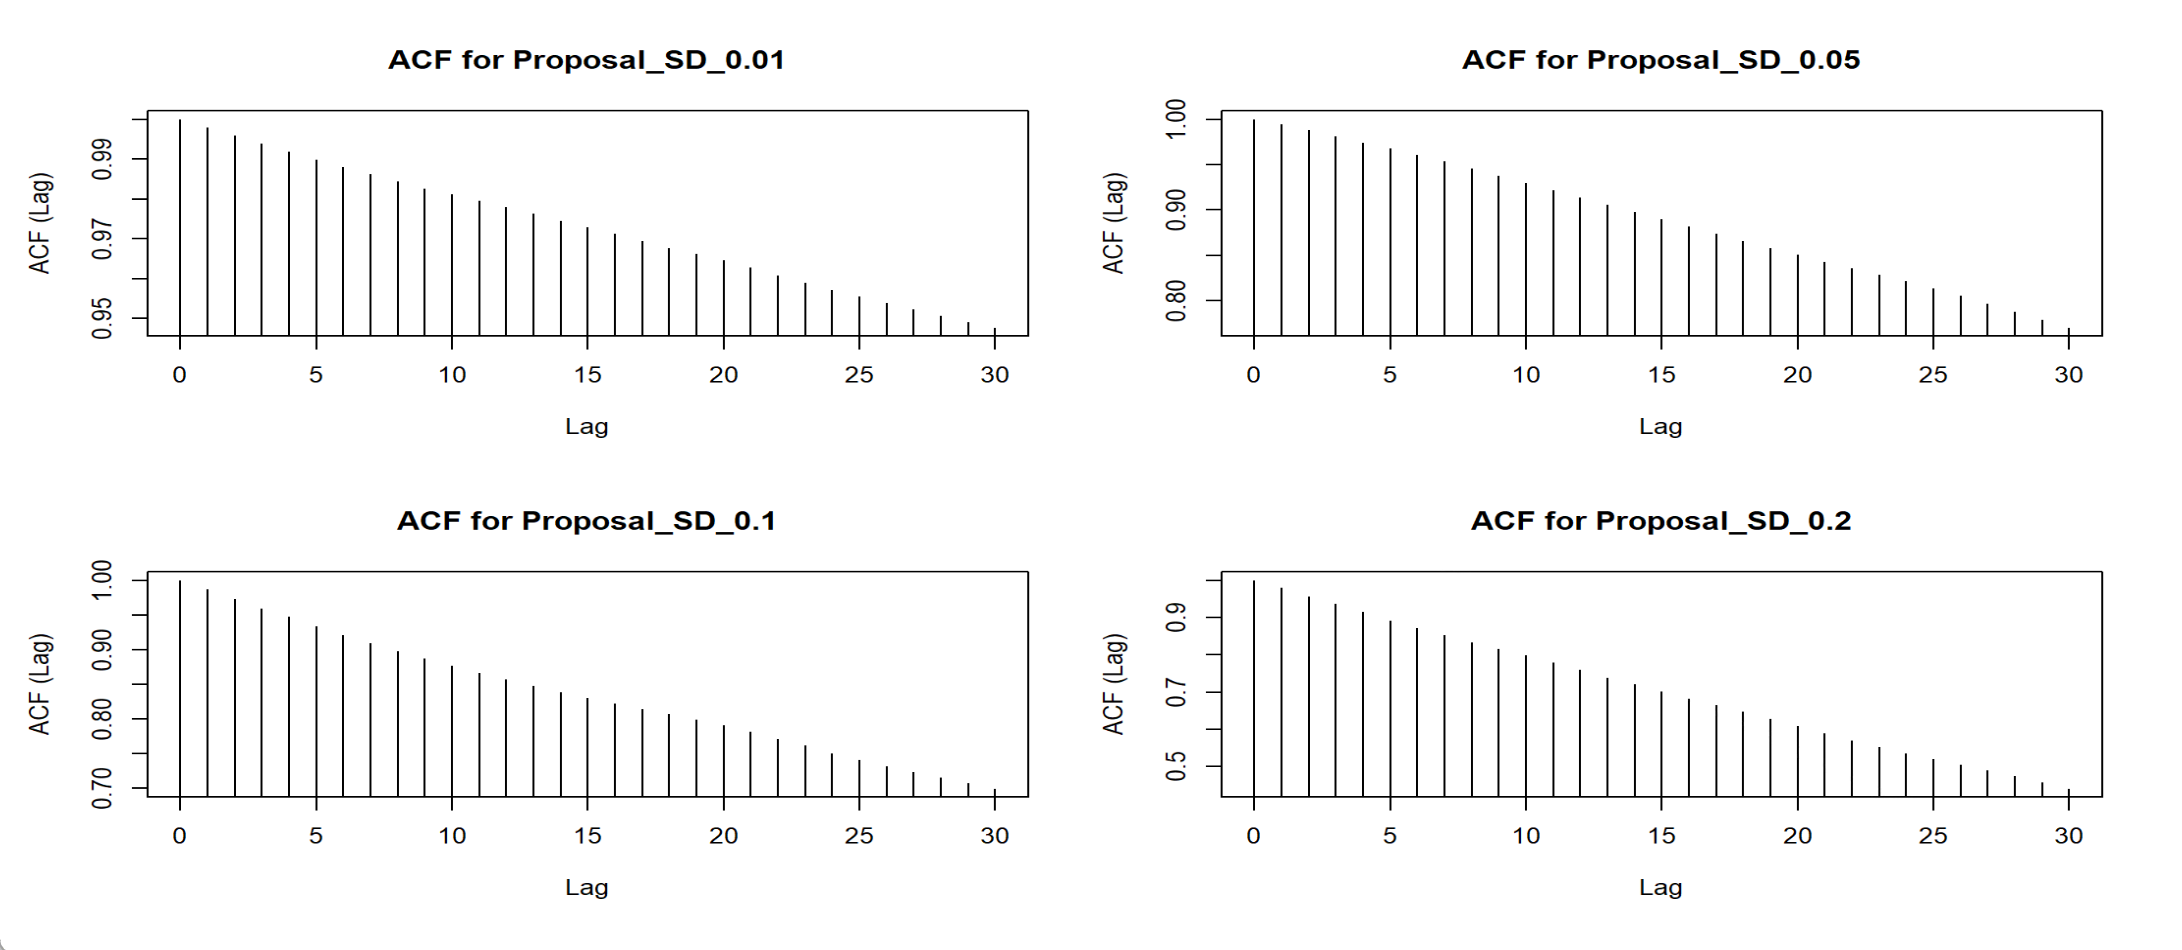 ACF for Proposal_SD_0.01
ACF (Lag)
0.99
0.97
0.95
0 5 10 15 20 25 30
Lag
ACF for Proposal_SD_0.05
ACF (Lag)
1.00
0.90
0.80
0 5 10 15 20 25 30
Lag
ACF for Proposal_SD_0.1
ACF (Lag)
1.00
0.90
0.80
0.70
0 5 10 15 20 25 30
Lag
ACF for Proposal_SD_0.2
ACF (Lag)
0.9
0.7
0.5
0 5 10 15 20 25 30
Lag